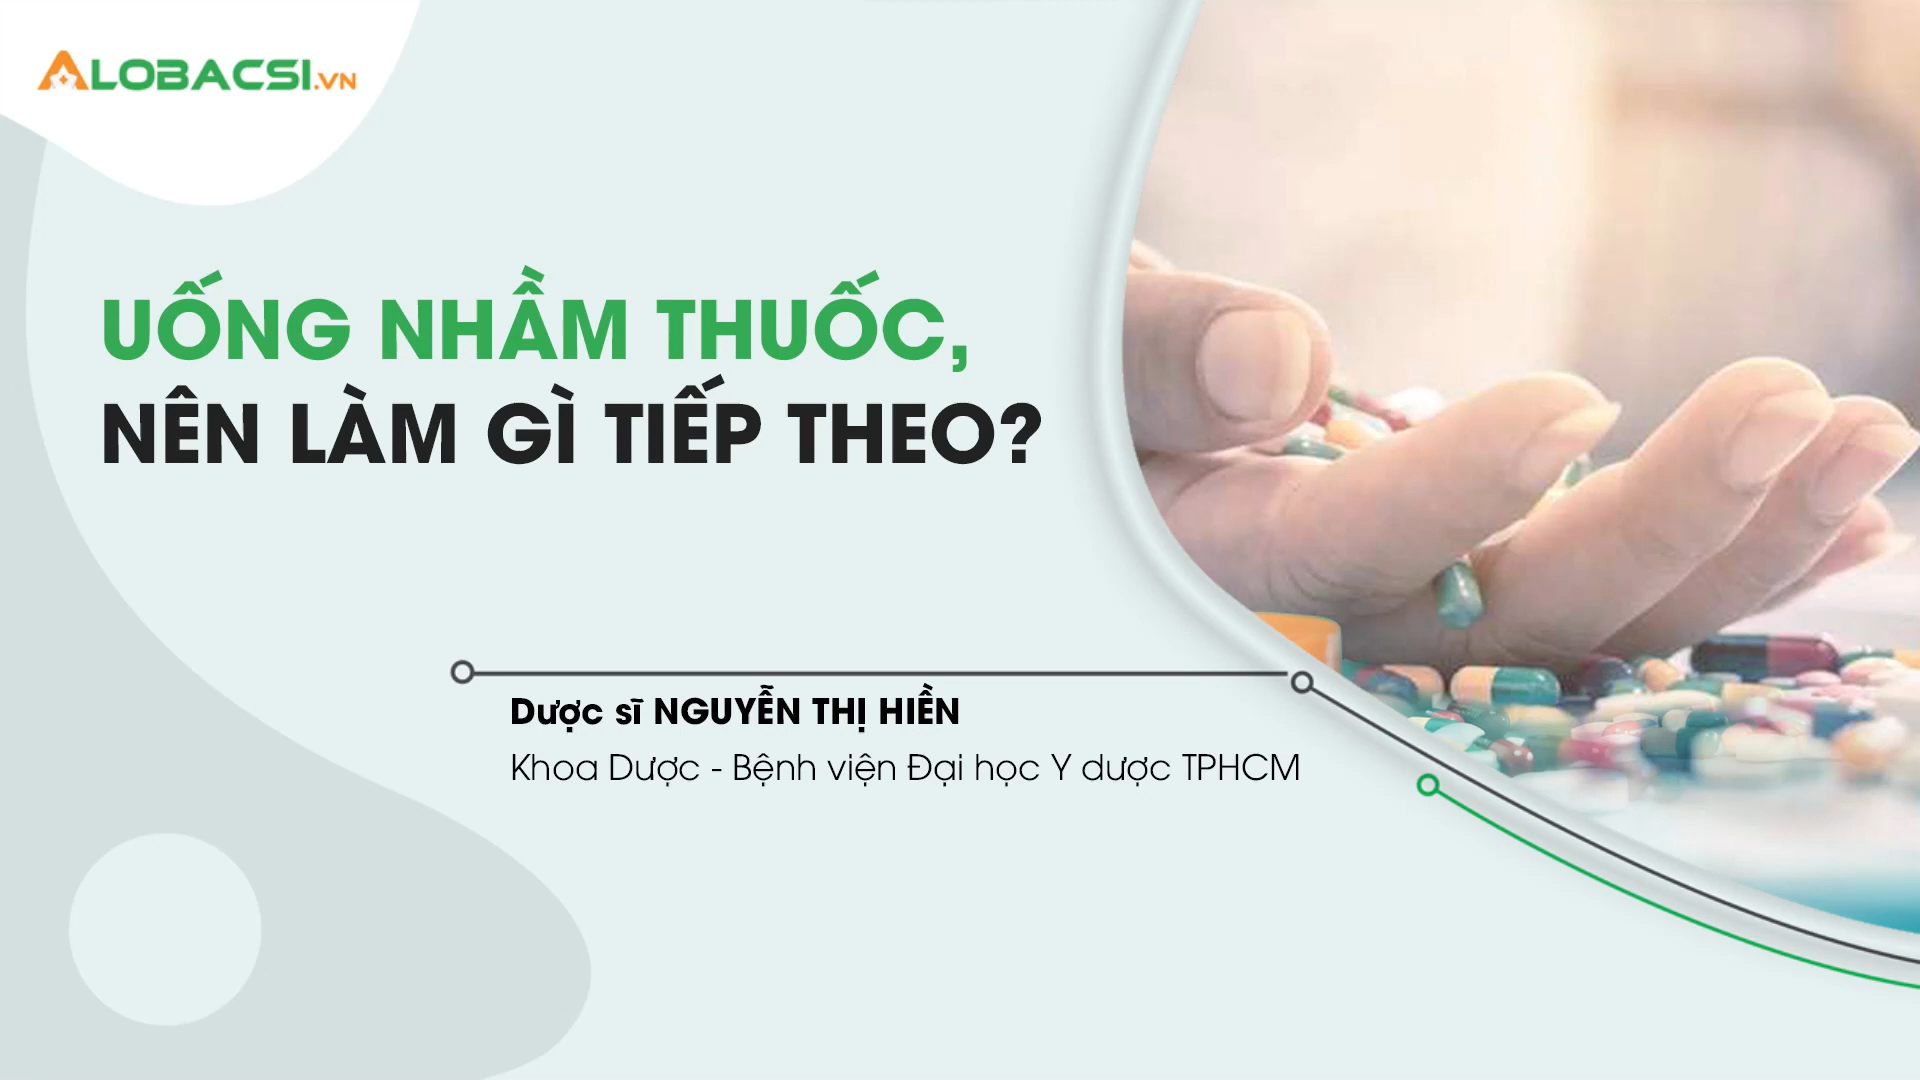 ALOBACSI.VN
UỐNG NHẦM THUỐC,
NÊN LÀM GÌ TIẾP THEO?
Dược sĩ NGUYỄN THỊ HIỀN
Khoa Dược - Bệnh viện Đại học Y dược TPHCM